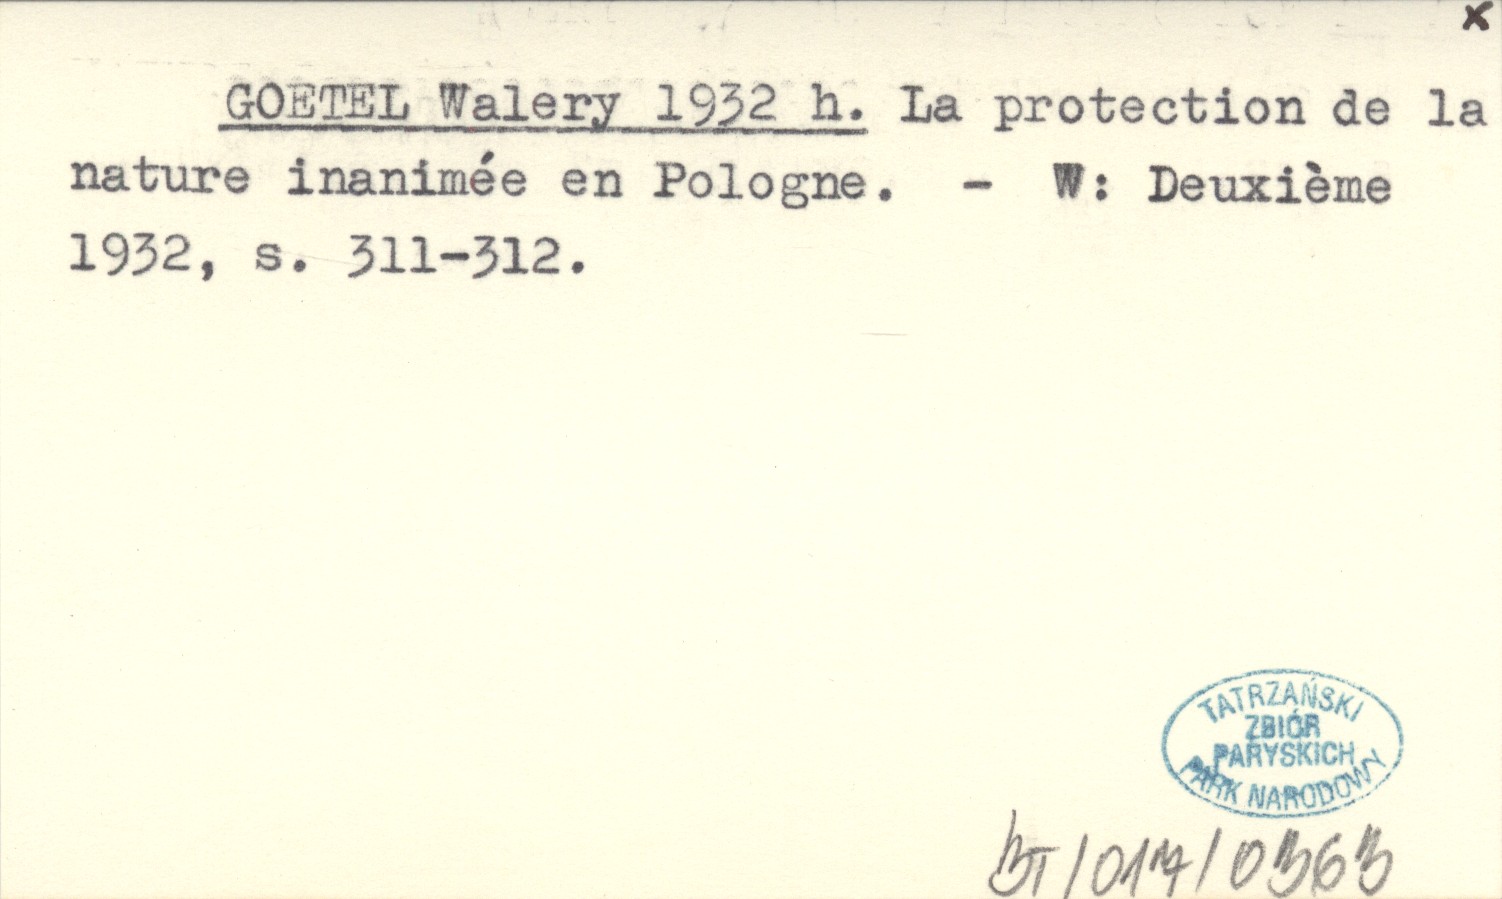 x
GOETEL Walery 1932 h. La protection de la
nature inanimée en Pologne. - W: Deuxième
1932, s. 311-312.
TATRZAŃSKI
ZBIÓR
PARYSKICH
PARK NARODOWY
BT/017/0363